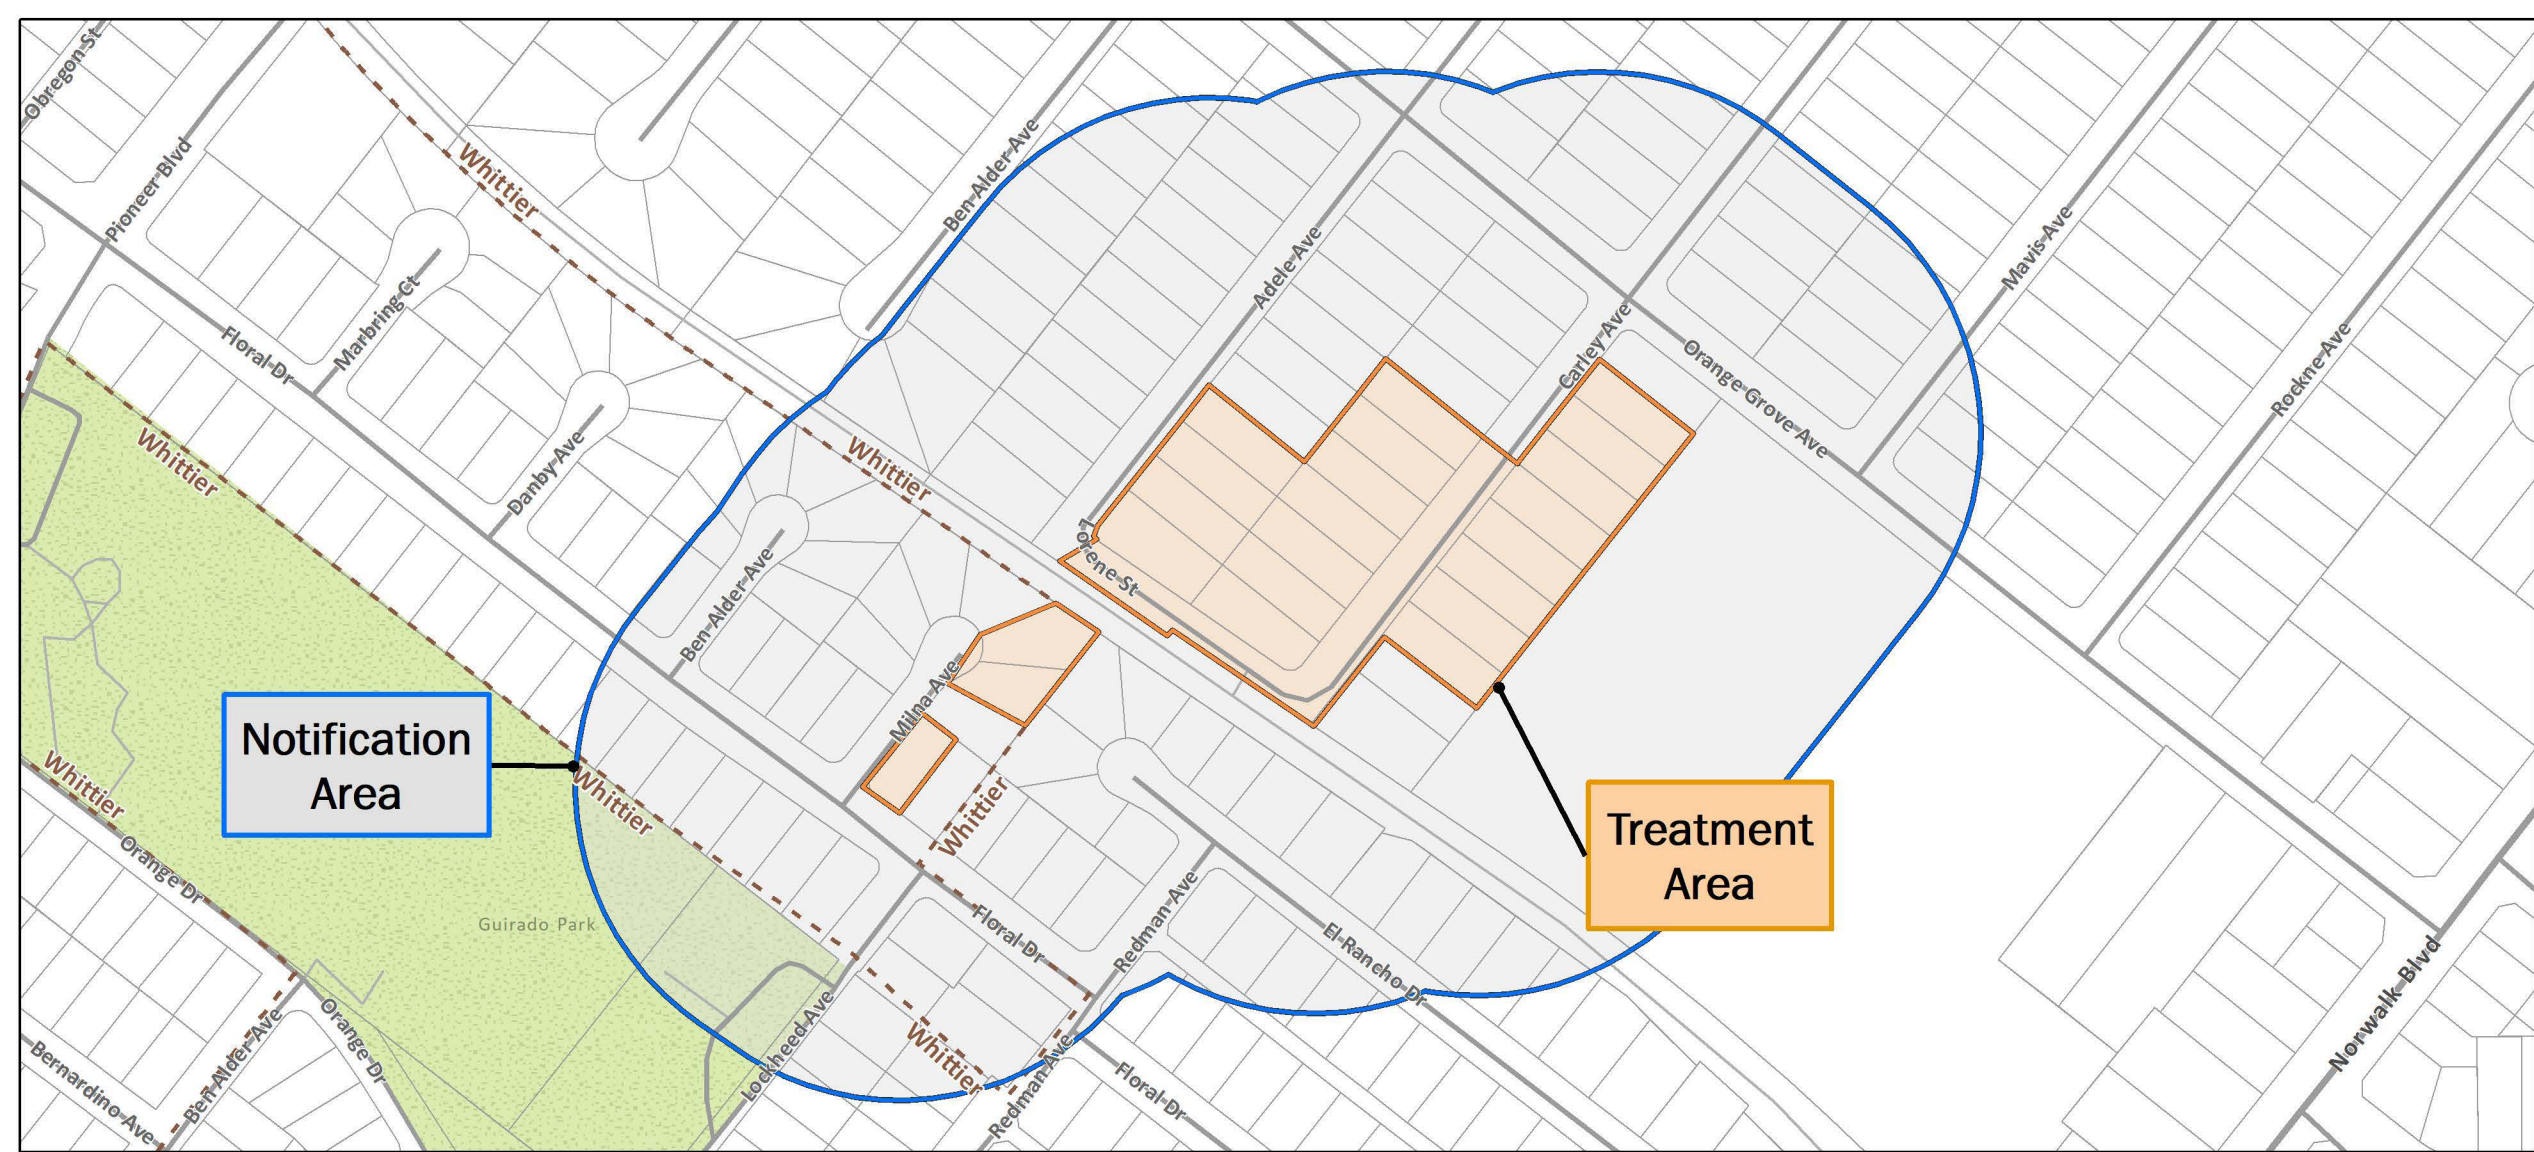 Obregon St
Pioneer Blvd
Whittier
Ben Alder Ave
Adele Ave
Mavis Ave
Marbring Ct
Floral Dr
Carley Ave
Orange Grove Ave
Rockne Ave
Whittier
Danby Ave
Whittier
Lorene St
Ben Alder Ave
Milna Ave
Notification
Area
Whittier
Whittier
Whittier
Treatment
Area
Orange Dr
Guirado Park
Floral Dr
Redman Ave
El Rancho Dr
Norwalk Blvd
Lockheed Ave
Whittier
Orange Dr
Ben Alder Ave
Bernardino Ave
Redman Ave
Floral Dr